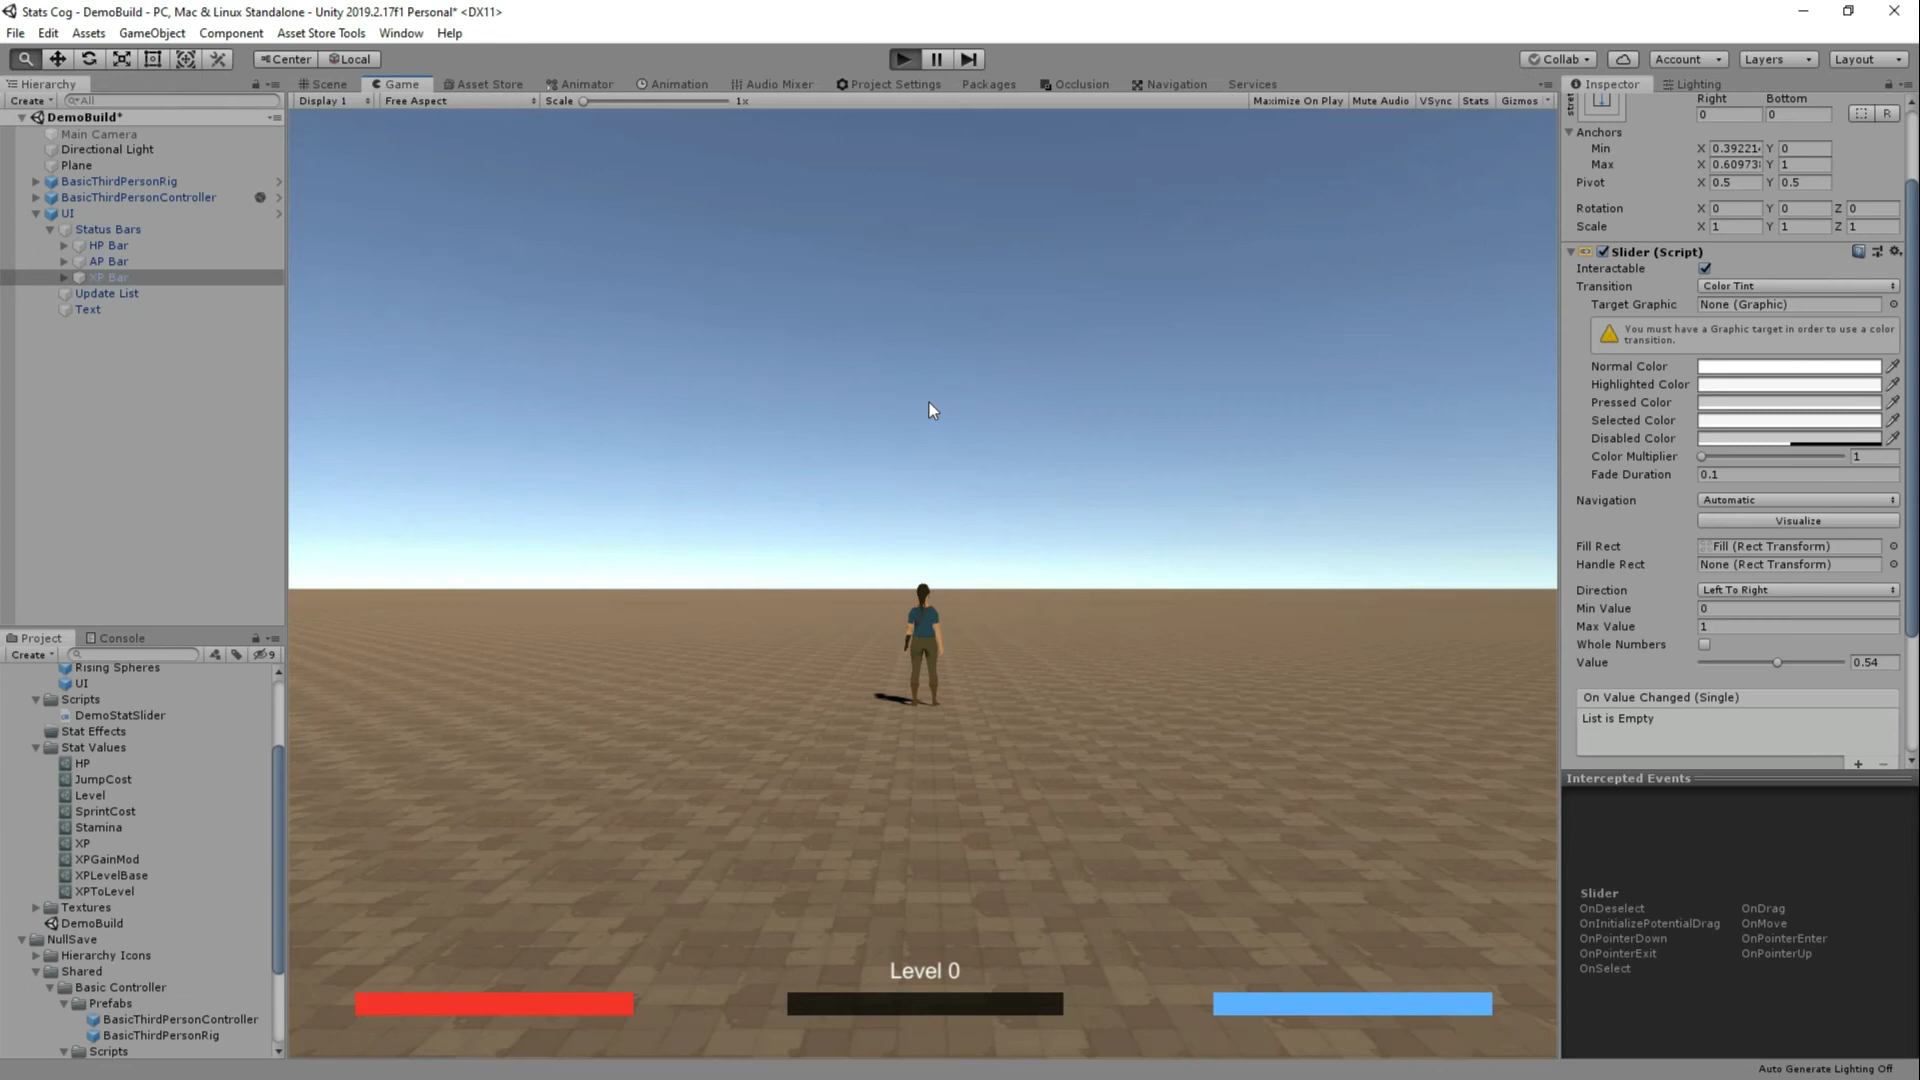 Stats Cog - DemoBuild - PC, Mac & Linux Standalone - Unity 2019.2.17f1 Personal* <DX11>
File Edit Assets GameObject Component Asset Store Tools Window Help
Center Local Collab Account Layers Layout
Hierarchy Scene Game Asset Store Animator Animation Audio Mixer Project Settings Packages Occlusion Navigation Services Inspector Lighting
Create All Display 1 Free Aspect Scale 1x Maximize On Play Mute Audio VSync Stats Gizmos
DemoBuild*
Main Camera
Directional Light
Plane
BasicThirdPersonRig
BasicThirdPersonController
UI
Status Bars
HP Bar
AP Bar
XP Bar
Update List
Text
Project Console
Create 9
Rising Spheres
UI
Scripts
DemoStatSlider
Stat Effects
Stat Values
HP
JumpCost
Level
SprintCost
Stamina
XP
XPGainMod
XPLevelBase
XPToLevel
Textures
DemoBuild
NullSave
Hierarchy Icons
Shared
Basic Controller
Prefabs
BasicThirdPersonController
BasicThirdPersonRig
Scripts
Level 0
Right Bottom
0 0 R
Anchors
Min X 0.39221 Y 0
Max X 0.60973 Y 1
Pivot X 0.5 Y 0.5
Rotation X 0 Y 0 Z 0
Scale X 1 Y 1 Z 1
Slider (Script)
Interactable
Transition Color Tint
Target Graphic None (Graphic)
You must have a Graphic target in order to use a color
transition.
Normal Color
Highlighted Color
Pressed Color
Selected Color
Disabled Color
Color Multiplier 1
Fade Duration 0.1
Navigation Automatic
Visualize
Fill Rect Fill (Rect Transform)
Handle Rect None (Rect Transform)
Direction Left To Right
Min Value 0
Max Value 1
Whole Numbers
Value 0.54
On Value Changed (Single)
List is Empty
+ −
Intercepted Events
Slider
OnDeselect OnDrag
OnInitializePotentialDrag OnMove
OnPointerDown OnPointerEnter
OnPointerExit OnPointerUp
OnSelect
Auto Generate Lighting Off